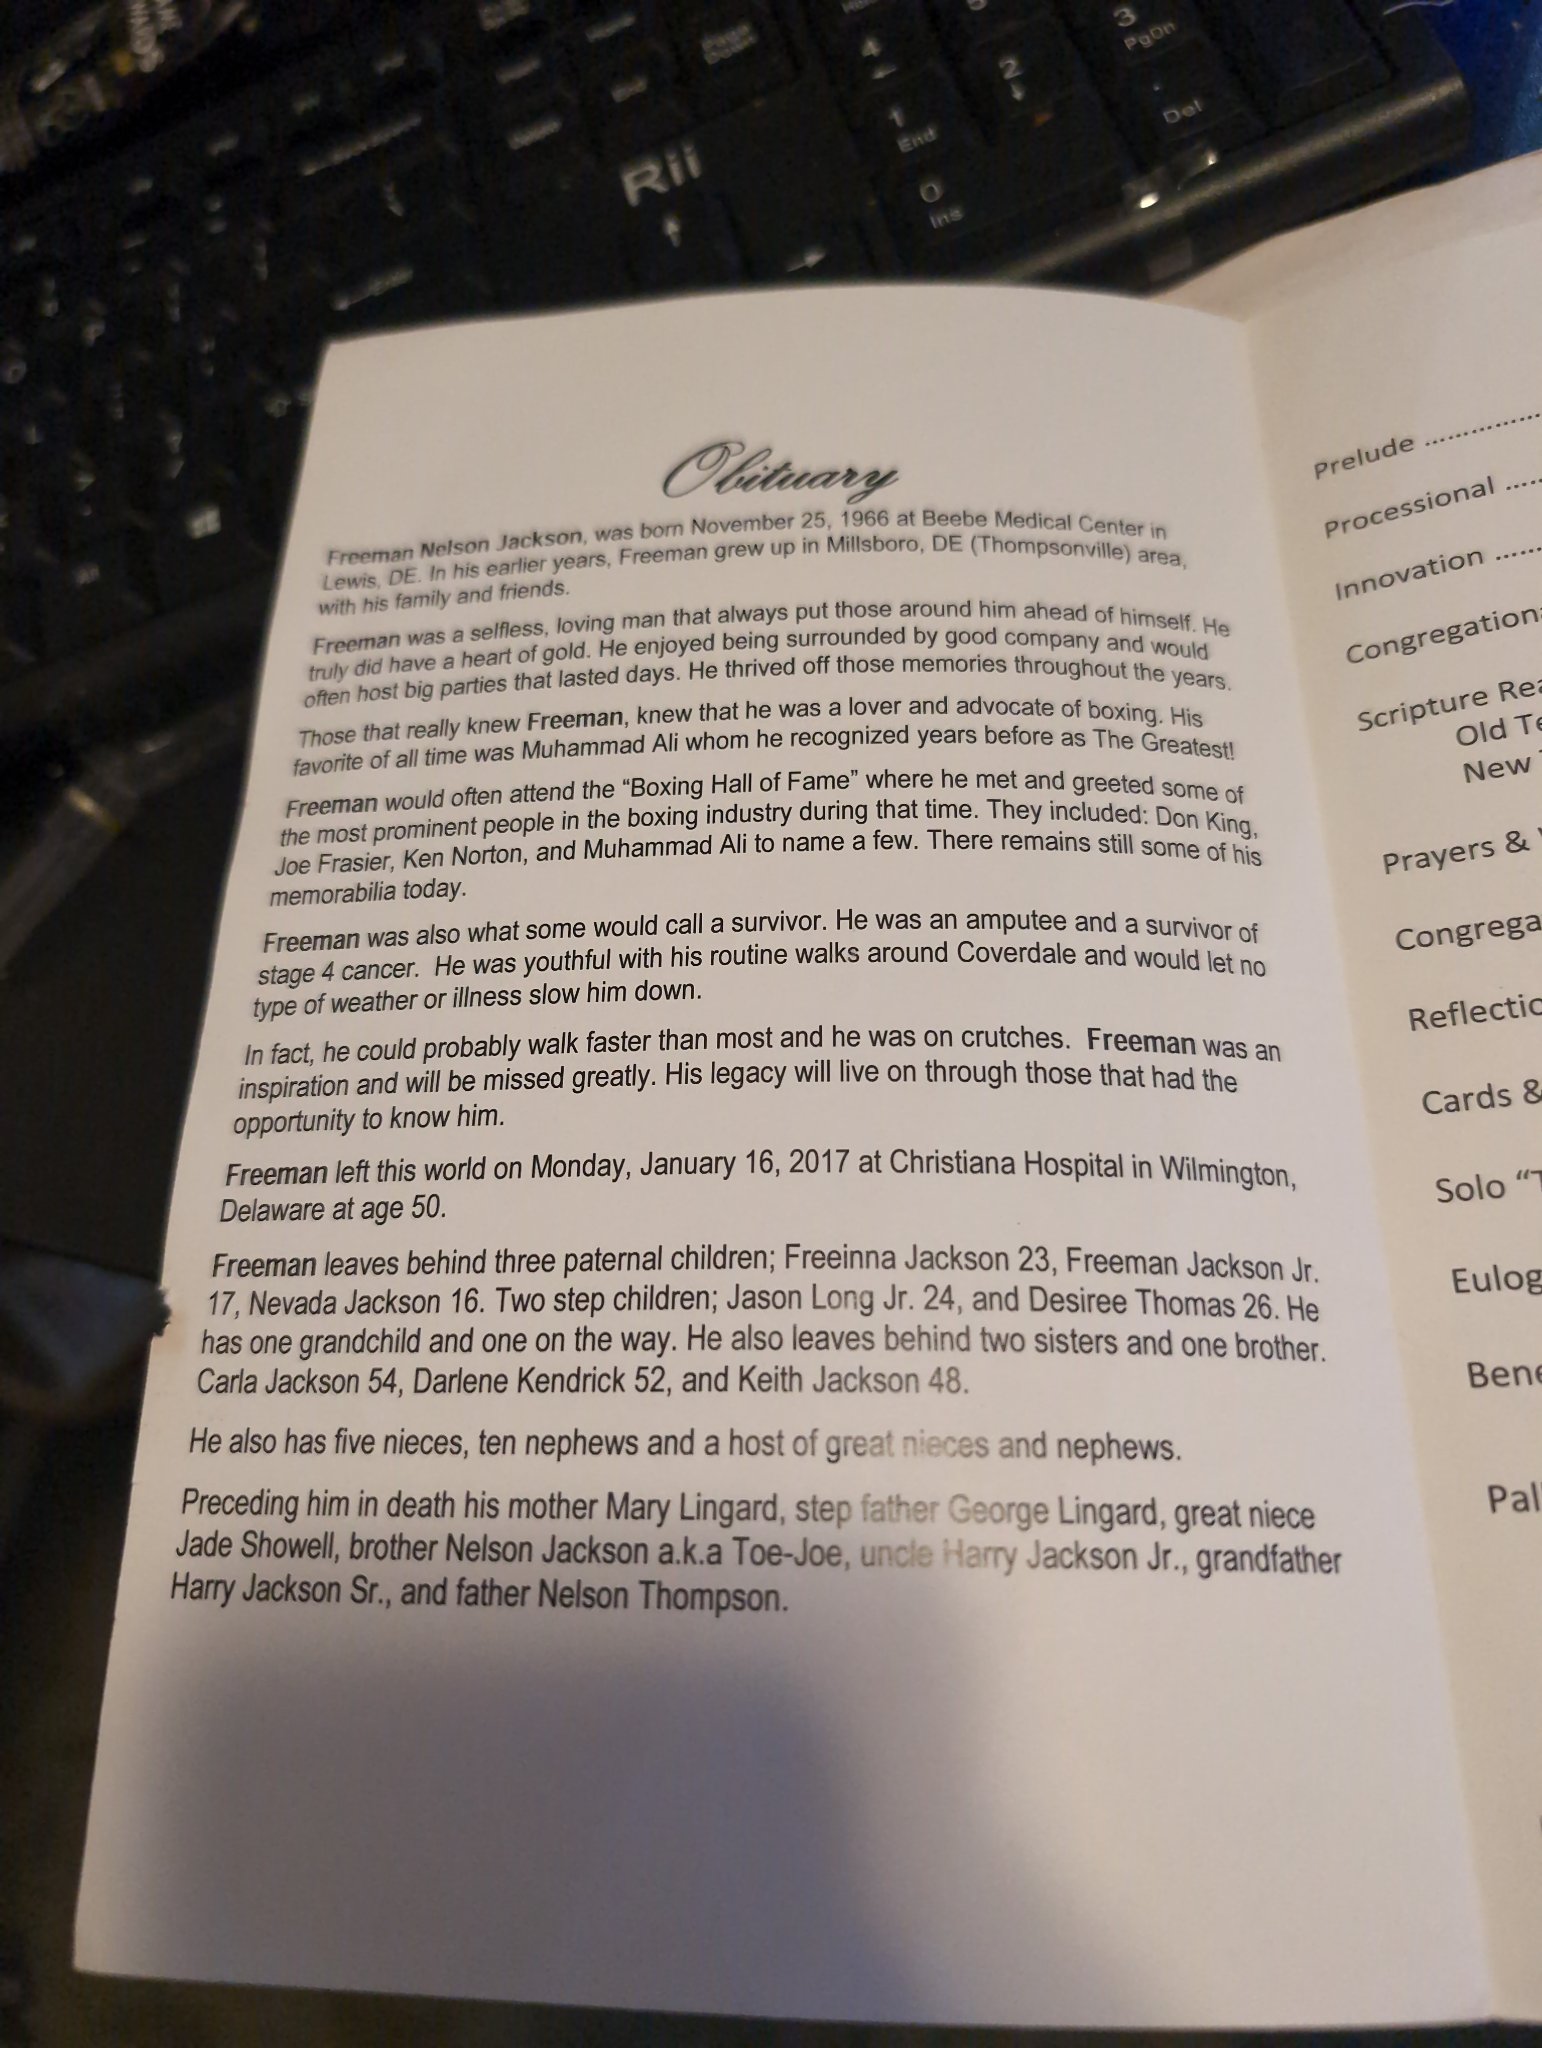 Rii
4
2
3
PgDn
1
End
.
Del
0
Ins
Obituary
Freeman Nelson Jackson, was born November 25, 1966 at Beebe Medical Center in
Lewis, DE. In his earlier years, Freeman grew up in Millsboro, DE (Thompsonville) area,
with his family and friends.
Freeman was a selfless, loving man that always put those around him ahead of himself. He
truly did have a heart of gold. He enjoyed being surrounded by good company and would
often host big parties that lasted days. He thrived off those memories throughout the years.
Those that really knew Freeman, knew that he was a lover and advocate of boxing. His
favorite of all time was Muhammad Ali whom he recognized years before as The Greatest!
Freeman would often attend the “Boxing Hall of Fame” where he met and greeted some of
the most prominent people in the boxing industry during that time. They included: Don King,
Joe Frasier, Ken Norton, and Muhammad Ali to name a few. There remains still some of his
memorabilia today.
Freeman was also what some would call a survivor. He was an amputee and a survivor of
stage 4 cancer. He was youthful with his routine walks around Coverdale and would let no
type of weather or illness slow him down.
In fact, he could probably walk faster than most and he was on crutches. Freeman was an
inspiration and will be missed greatly. His legacy will live on through those that had the
opportunity to know him.
Freeman left this world on Monday, January 16, 2017 at Christiana Hospital in Wilmington,
Delaware at age 50.
Freeman leaves behind three paternal children; Freeinna Jackson 23, Freeman Jackson Jr.
17, Nevada Jackson 16. Two step children; Jason Long Jr. 24, and Desiree Thomas 26. He
has one grandchild and one on the way. He also leaves behind two sisters and one brother.
Carla Jackson 54, Darlene Kendrick 52, and Keith Jackson 48.
He also has five nieces, ten nephews and a host of great nieces and nephews.
Preceding him in death his mother Mary Lingard, step father George Lingard, great niece
Jade Showell, brother Nelson Jackson a.k.a Toe-Joe, uncle Harry Jackson Jr., grandfather
Harry Jackson Sr., and father Nelson Thompson.
Prelude ...............
Processional .....
Innovation ......
Congregation
Scripture Rea
Old Te
New
Prayers &
Congrega
Reflectio
Cards &
Solo “T
Eulog
Bene
Pal